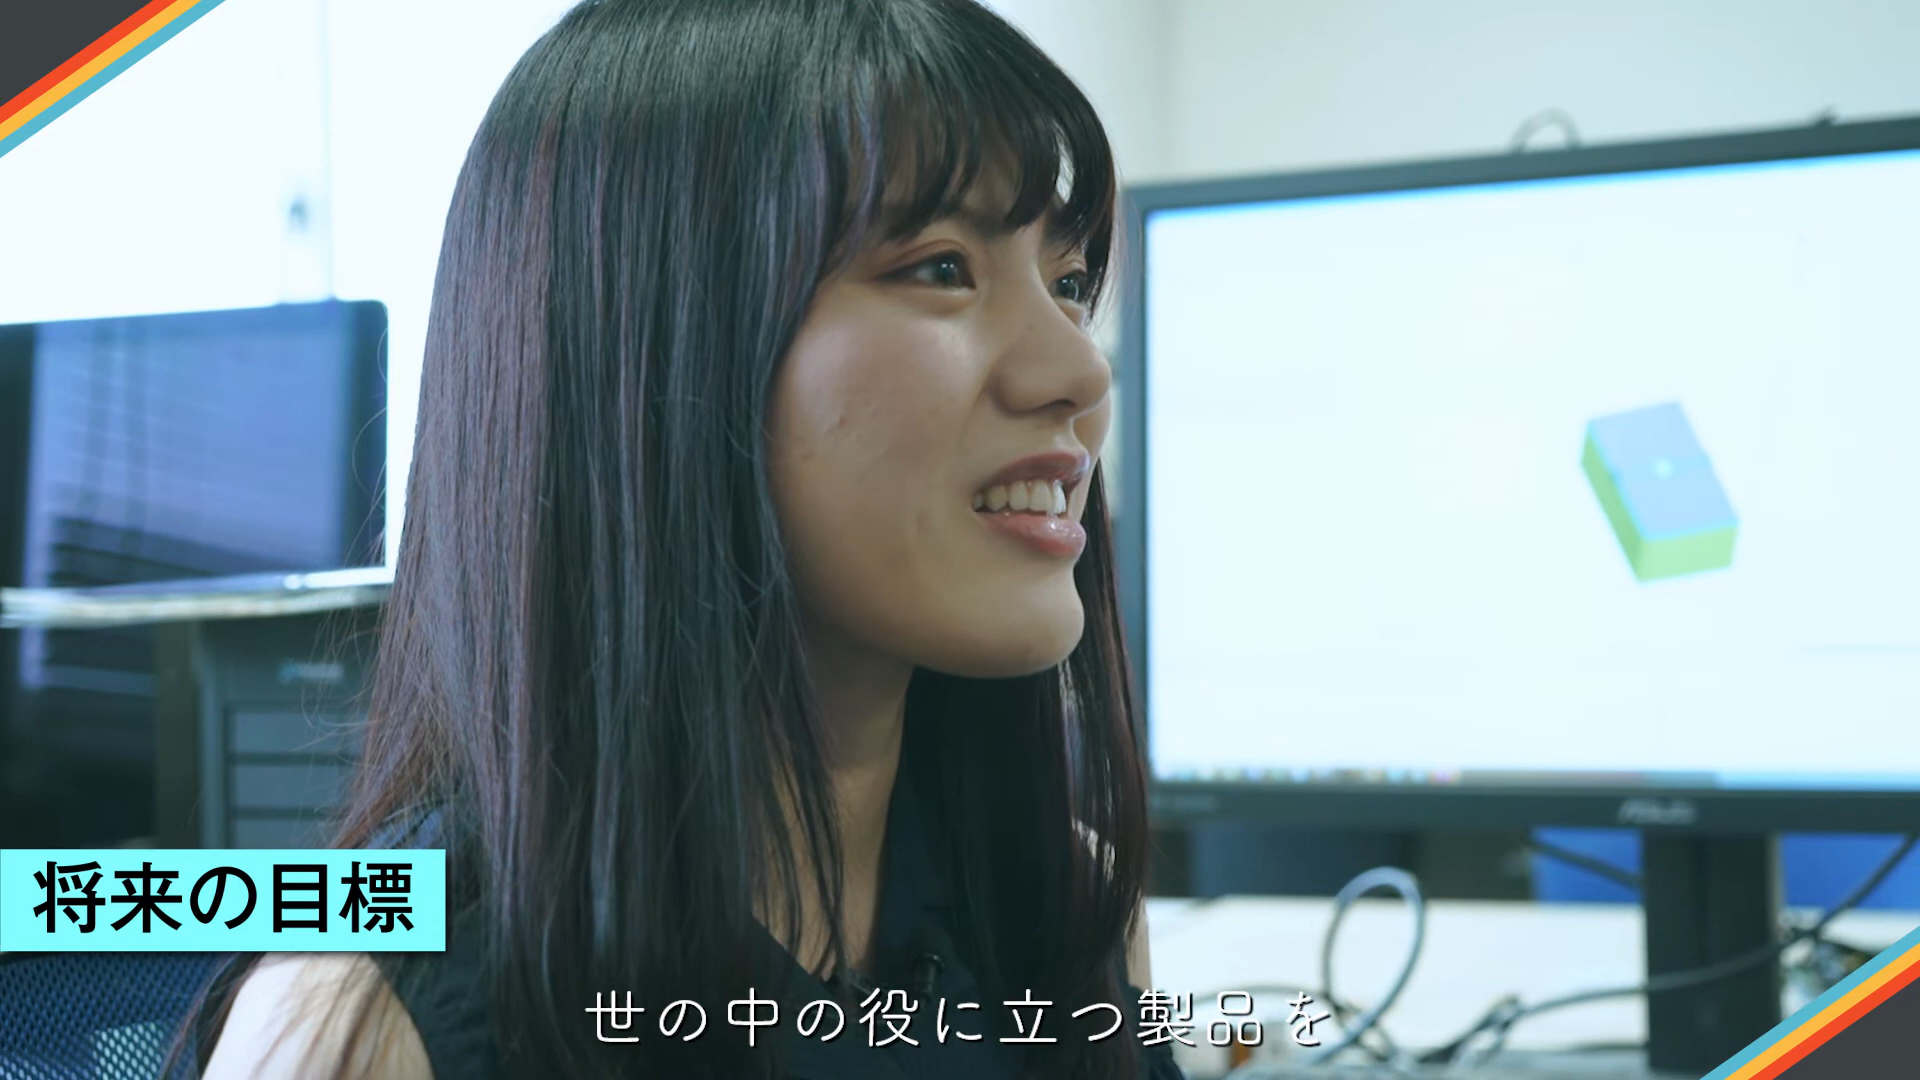 将来の目標
世の中の役に立つ製品を